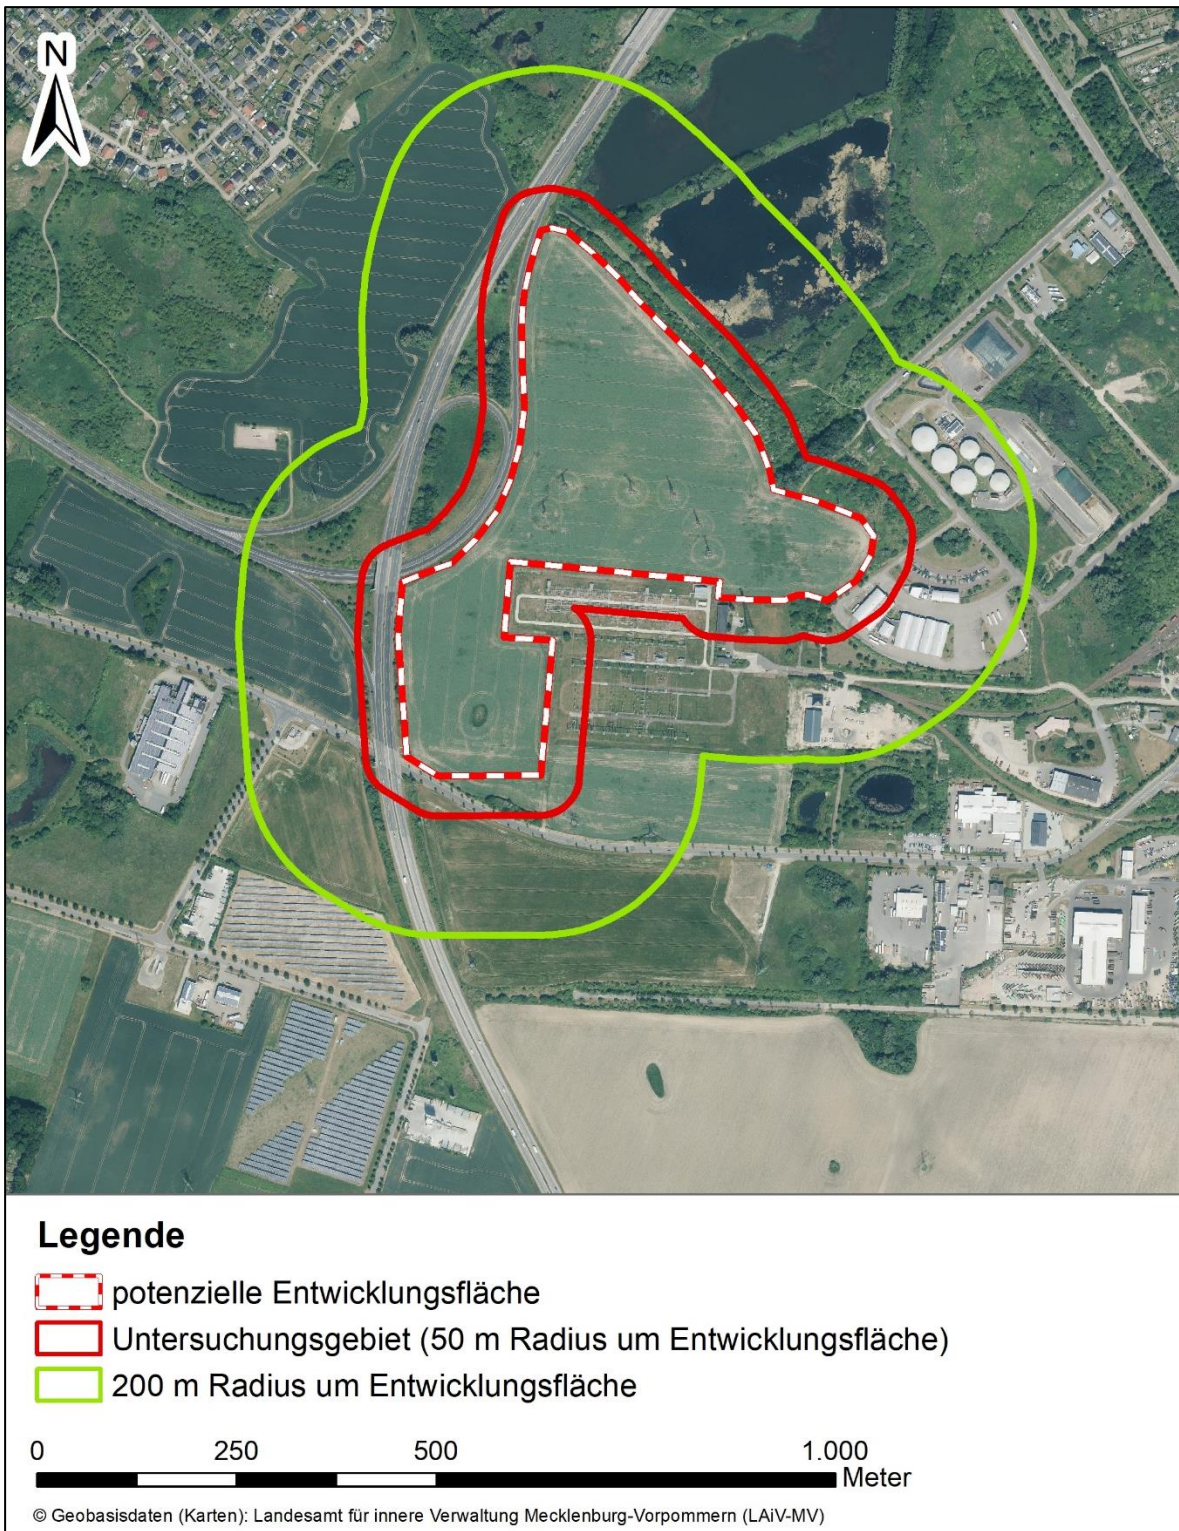 N
Legende
potenzielle Entwicklungsfläche
Untersuchungsgebiet (50 m Radius um Entwicklungsfläche)
200 m Radius um Entwicklungsfläche
0 250 500 1.000
Meter
© Geobasisdaten (Karten): Landesamt für innere Verwaltung Mecklenburg-Vorpommern (LAiV-MV)